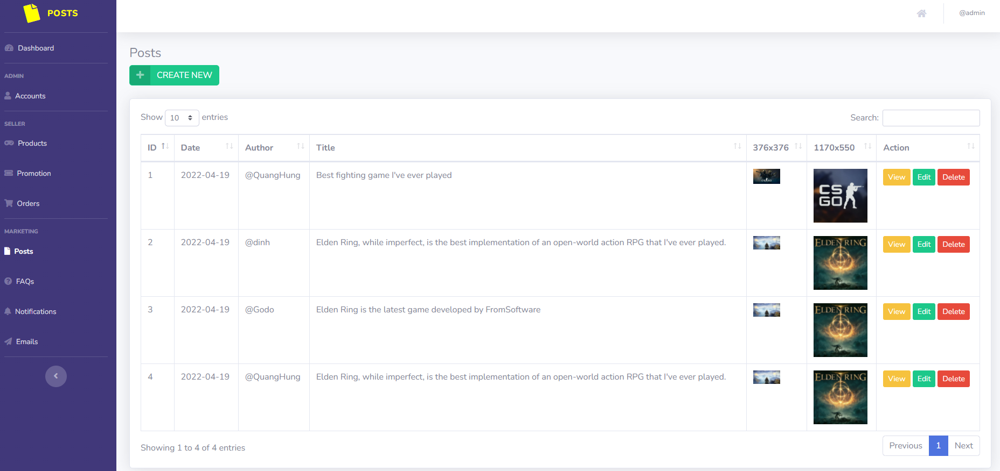 POSTS
@admin
Dashboard
ADMIN
Accounts
SELLER
Products
Promotion
Orders
MARKETING
Posts
FAQs
Notifications
Emails
Posts
+ CREATE NEW
Show 10 entries
Search:
ID Date Author Title 376x376 1170x550 Action
1 2022-04-19 @QuangHung Best fighting game I've ever played CS GO View Edit Delete
2 2022-04-19 @dinh Elden Ring, while imperfect, is the best implementation of an open-world action RPG that I've ever played. ELDEN RING View Edit Delete
3 2022-04-19 @Godo Elden Ring is the latest game developed by FromSoftware ELDEN RING View Edit Delete
4 2022-04-19 @QuangHung Elden Ring, while imperfect, is the best implementation of an open-world action RPG that I've ever played. ELDEN RING View Edit Delete
Showing 1 to 4 of 4 entries
Previous 1 Next